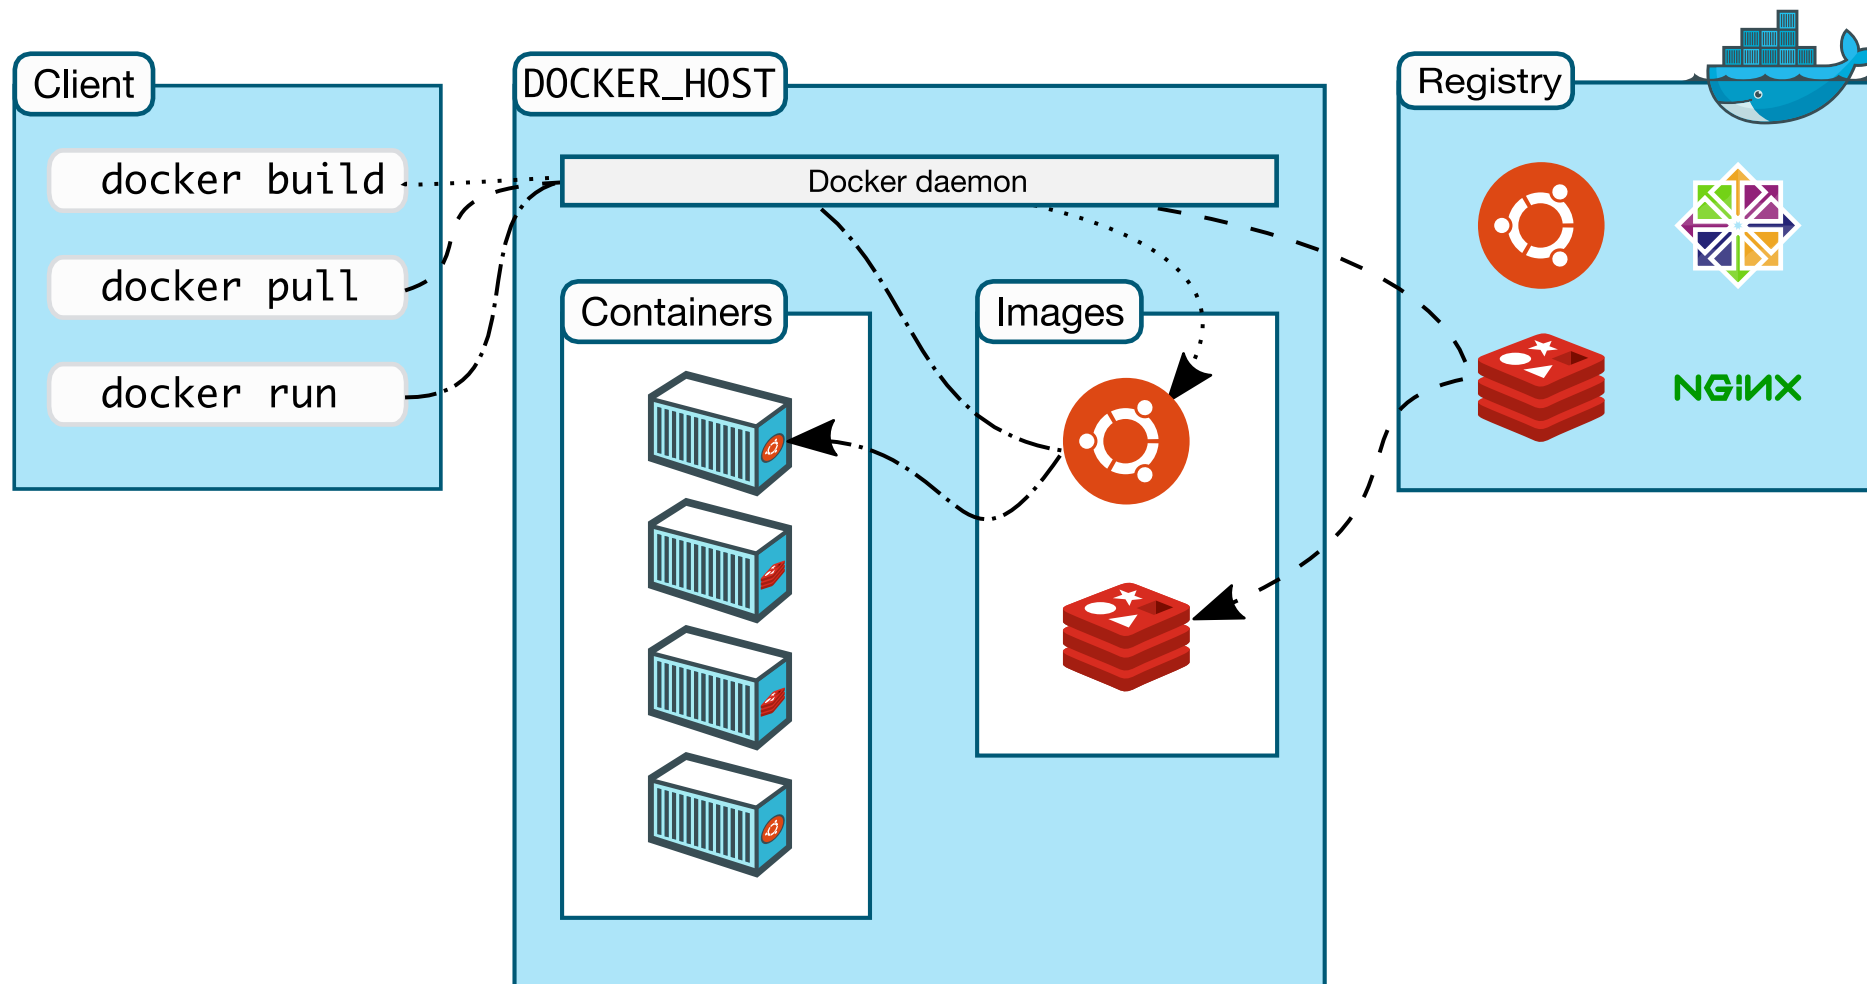 Client
docker build
docker pull
docker run
DOCKER_HOST
Docker daemon
Containers
Images
Registry
NGiNX